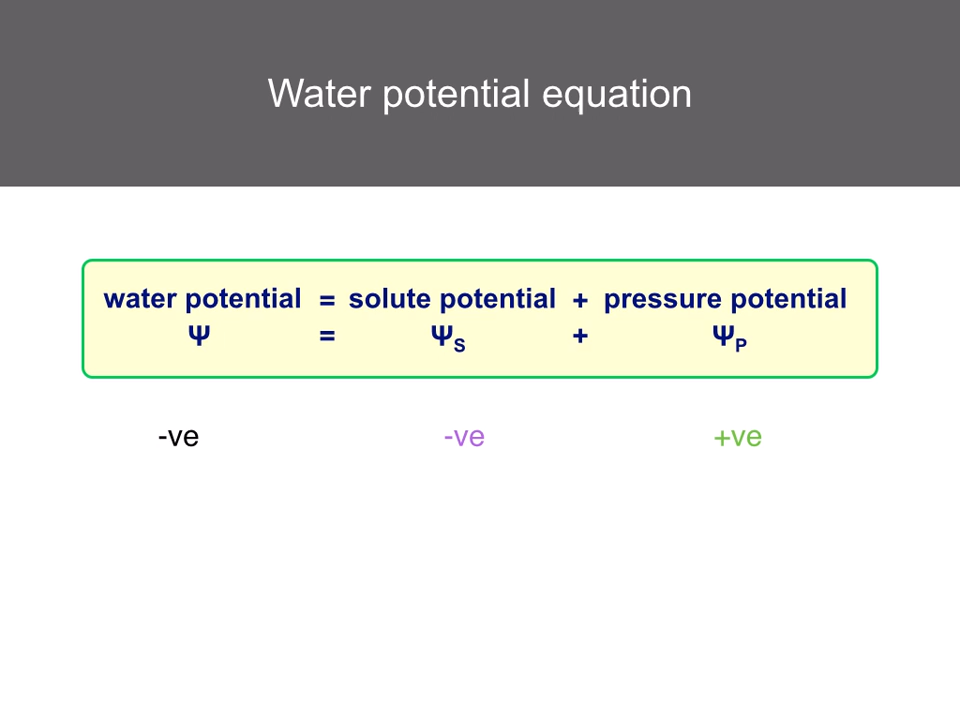 Water potential equation
water potential = solute potential + pressure potential
Ψ = ΨS + ΨP
-ve -ve +ve